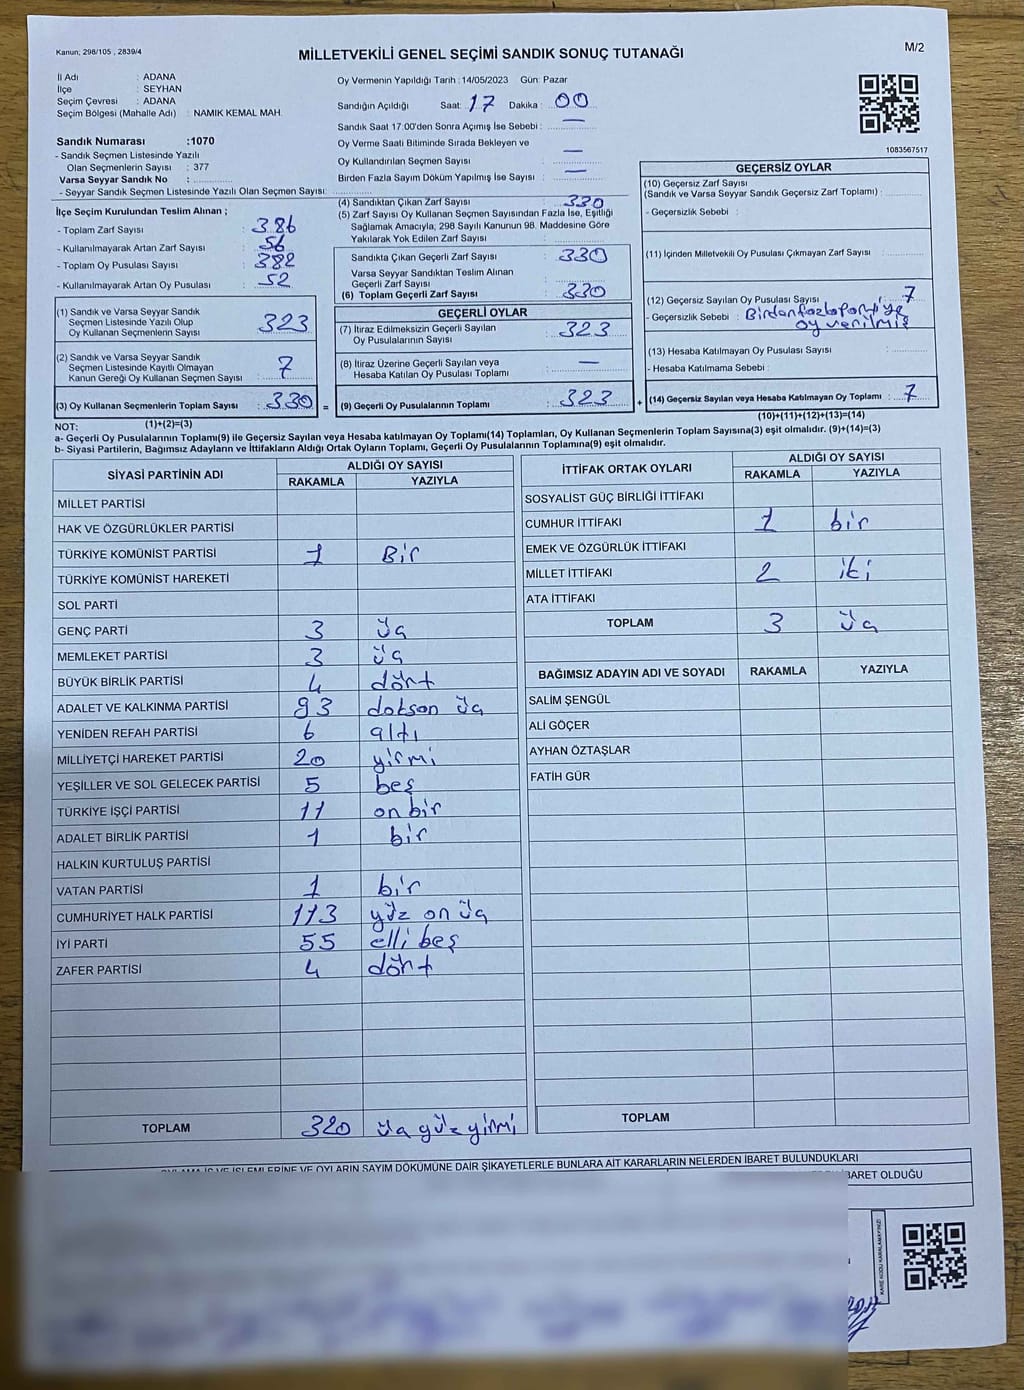 Kanun; 298/105 , 2839/4
MİLLETVEKİLİ GENEL SEÇİMİ SANDIK SONUÇ TUTANAĞI
M/2
İl Adı : ADANA
İlçe : SEYHAN
Seçim Çevresi : ADANA
Seçim Bölgesi (Mahalle Adı) : NAMIK KEMAL MAH.
Oy Vermenin Yapıldığı Tarih : 14/05/2023 Gün: Pazar
Sandığın Açıldığı Saat: 17 Dakika : 00
Sandık Saat 17:00'den Sonra Açımış İse Sebebi : —
Oy Verme Saati Bitiminde Sırada Bekleyen ve
Oy Kullandırılan Seçmen Sayısı : —
Birden Fazla Sayım Döküm Yapılmış İse Sayısı : —
1083567517
Sandık Numarası :1070
- Sandık Seçmen Listesinde Yazılı
Olan Seçmenlerin Sayısı : 377
Varsa Seyyar Sandık No :
- Seyyar Sandık Seçmen Listesinde Yazılı Olan Seçmen Sayısı:
İlçe Seçim Kurulundan Teslim Alınan ;
- Toplam Zarf Sayısı : 386
- Kullanılmayarak Artan Zarf Sayısı : 56
- Toplam Oy Pusulası Sayısı : 382
- Kullanılmayarak Artan Oy Pusulası : 52
(1) Sandık ve Varsa Seyyar Sandık
Seçmen Listesinde Yazılı Olup
Oy Kullanan Seçmenlerin Sayısı : 323
(2) Sandık ve Varsa Seyyar Sandık
Seçmen Listesinde Kayıtlı Olmayan
Kanun Gereği Oy Kullanan Seçmen Sayısı : 7
(3) Oy Kullanan Seçmenlerin Toplam Sayısı : 330
(1)+(2)=(3)
(4) Sandıktan Çıkan Zarf Sayısı : 330
(5) Zarf Sayısı Oy Kullanan Seçmen Sayısından Fazla İse, Eşitliği
Sağlamak Amacıyla; 298 Sayılı Kanunun 98. Maddesine Göre
Yakılarak Yok Edilen Zarf Sayısı :
Sandıkta Çıkan Geçerli Zarf Sayısı : 330
Varsa Seyyar Sandıktan Teslim Alınan
Geçerli Zarf Sayısı :
(6) Toplam Geçerli Zarf Sayısı : 330
GEÇERLİ OYLAR
(7) İtiraz Edilmeksizin Geçerli Sayılan
Oy Pusulalarının Sayısı : 323
(8) İtiraz Üzerine Geçerli Sayılan veya
Hesaba Katılan Oy Pusulası Toplamı : —
= (9) Geçerli Oy Pusulalarının Toplamı : 323
GEÇERSİZ OYLAR
(10) Geçersiz Zarf Sayısı
(Sandık ve Varsa Seyyar Sandık Geçersiz Zarf Toplamı) :
- Geçersizlik Sebebi :
(11) İçinden Milletvekili Oy Pusulası Çıkmayan Zarf Sayısı :
(12) Geçersiz Sayılan Oy Pusulası Sayısı : 7
- Geçersizlik Sebebi : Birden fazla partiye
oy verilmiş
(13) Hesaba Katılmayan Oy Pusulası Sayısı :
- Hesaba Katılmama Sebebi :
+ (14) Geçersiz Sayılan veya Hesaba Katılmayan Oy Toplamı : 7
(10)+(11)+(12)+(13)=(14)
NOT:
a- Geçerli Oy Pusulalarının Toplamı(9) ile Geçersiz Sayılan veya Hesaba katılmayan Oy Toplamı(14) Toplamları, Oy Kullanan Seçmenlerin Toplam Sayısına(3) eşit olmalıdır. (9)+(14)=(3)
b- Siyasi Partilerin, Bağımsız Adayların ve İttifakların Aldığı Ortak Oyların Toplamı, Geçerli Oy Pusulalarının Toplamına(9) eşit olmalıdır.
SİYASİ PARTİNİN ADI ALDIĞI OY SAYISI
RAKAMLA YAZIYLA
MİLLET PARTİSİ
HAK VE ÖZGÜRLÜKLER PARTİSİ
TÜRKİYE KOMÜNİST PARTİSİ 1 Bir
TÜRKİYE KOMÜNİST HAREKETİ
SOL PARTİ
GENÇ PARTİ 3 üç
MEMLEKET PARTİSİ 3 üç
BÜYÜK BİRLİK PARTİSİ 4 dört
ADALET VE KALKINMA PARTİSİ 93 doksan üç
YENİDEN REFAH PARTİSİ 6 altı
MİLLİYETÇİ HAREKET PARTİSİ 20 yirmi
YEŞİLLER VE SOL GELECEK PARTİSİ 5 beş
TÜRKİYE İŞÇİ PARTİSİ 11 on bir
ADALET BİRLİK PARTİSİ 1 bir
HALKIN KURTULUŞ PARTİSİ
VATAN PARTİSİ 1 bir
CUMHURİYET HALK PARTİSİ 113 yüz on üç
İYİ PARTİ 55 elli beş
ZAFER PARTİSİ 4 dört
TOPLAM 320 üç yüz yirmi
İTTİFAK ORTAK OYLARI ALDIĞI OY SAYISI
RAKAMLA YAZIYLA
SOSYALİST GÜÇ BİRLİĞİ İTTİFAKI
CUMHUR İTTİFAKI 1 bir
EMEK VE ÖZGÜRLÜK İTTİFAKI
MİLLET İTTİFAKI 2 iki
ATA İTTİFAKI
TOPLAM 3 üç
BAĞIMSIZ ADAYIN ADI VE SOYADI RAKAMLA YAZIYLA
SALİM ŞENGÜL
ALİ GÖÇER
AYHAN ÖZTAŞLAR
FATİH GÜR
TOPLAM
OYLAMA İŞ VE İŞLEMLERİNE VE OYLARIN SAYIM DÖKÜMÜNE DAİR ŞİKAYETLERLE BUNLARA AİT KARARLARIN NELERDEN İBARET BULUNDUKLARI
İBARET OLDUĞU
KARE KODU KARALAMAYINIZ!